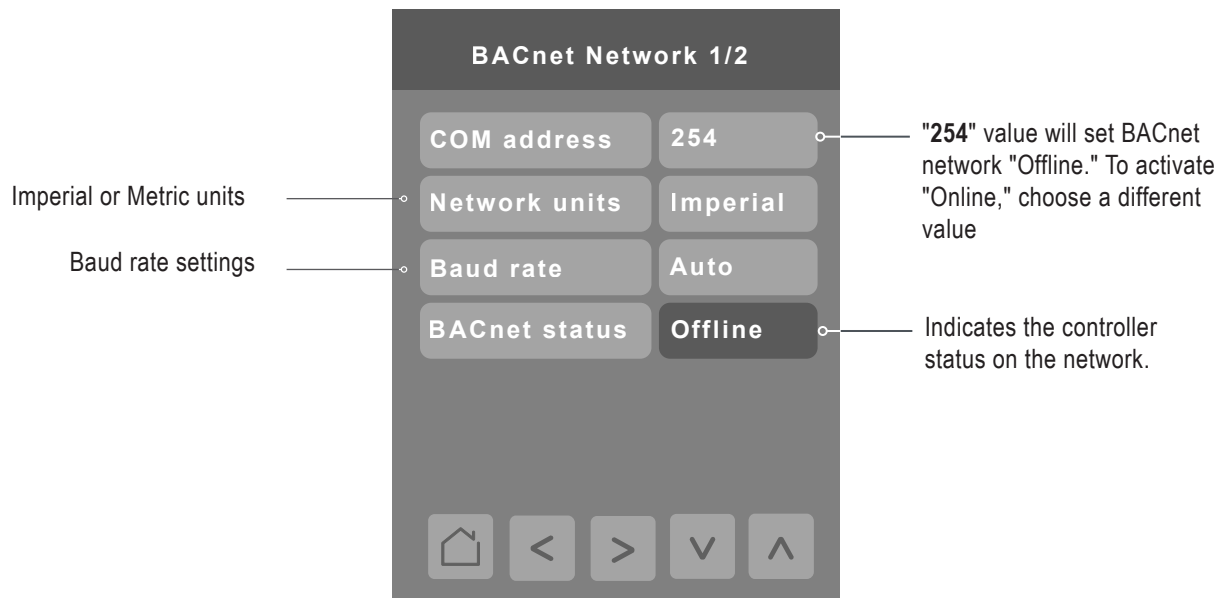 BACnet Network 1/2
COM address 254
Network units Imperial
Baud rate Auto
BACnet status Offline
Imperial or Metric units
Baud rate settings
"254" value will set BACnet
network "Offline." To activate
"Online," choose a different
value
Indicates the controller
status on the network.